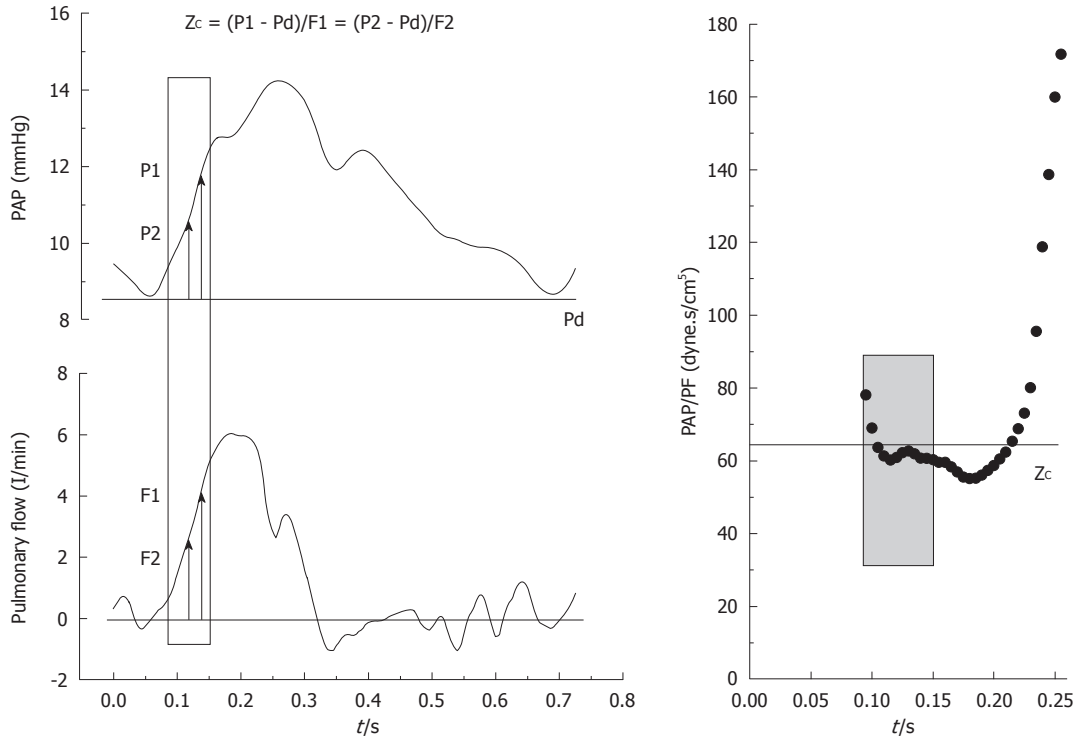 Zc = (P1 - Pd)/F1 = (P2 - Pd)/F2
16
14
12
10
8
PAP (mmHg)
P1
P2
Pd
8
6
4
2
0
-2
Pulmonary flow (l/min)
F1
F2
0.0 0.1 0.2 0.3 0.4 0.5 0.6 0.7 0.8
t/s
180
160
140
120
100
80
60
40
20
0
PAP/PF (dyne.s/cm⁵)
Zc
0.00 0.05 0.10 0.15 0.20 0.25
t/s